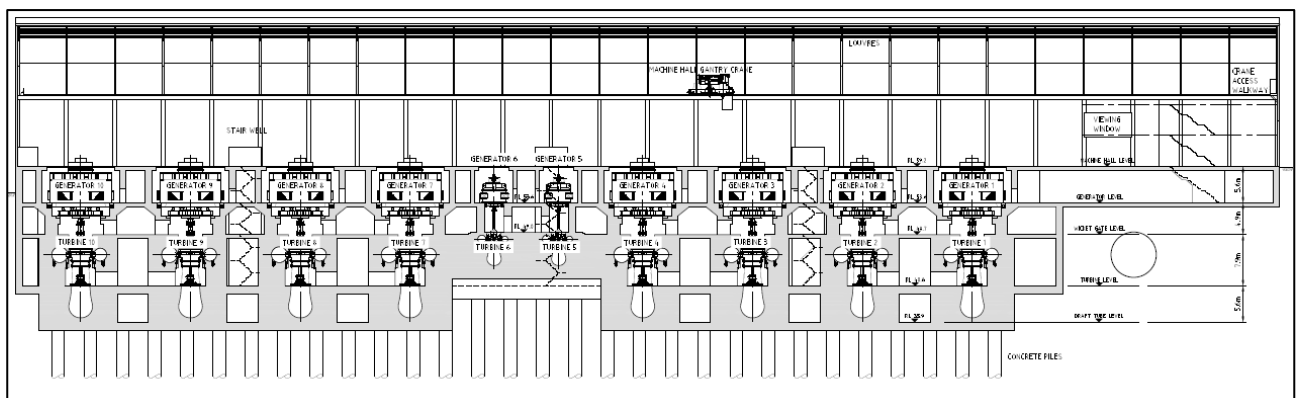 LOUVRES
MACHINE HALL GANTRY CRANE
CRANE
ACCESS
WALKWAY
VIEWING
WINDOW
STAIR WELL
MACHINE HALL LEVEL
GENERATOR 6
GENERATOR 5
GENERATOR 10
GENERATOR 9
GENERATOR 8
GENERATOR 7
GENERATOR 4
GENERATOR 3
GENERATOR 2
GENERATOR 1
GENERATOR LEVEL
5.6m
WICKET GATE LEVEL
TURBINE 10
TURBINE 9
TURBINE 8
TURBINE 7
TURBINE 6
TURBINE 5
TURBINE 4
TURBINE 3
TURBINE 2
TURBINE 1
7.9m
TURBINE LEVEL
5.6m
DRAFT TUBE LEVEL
CONCRETE PILES